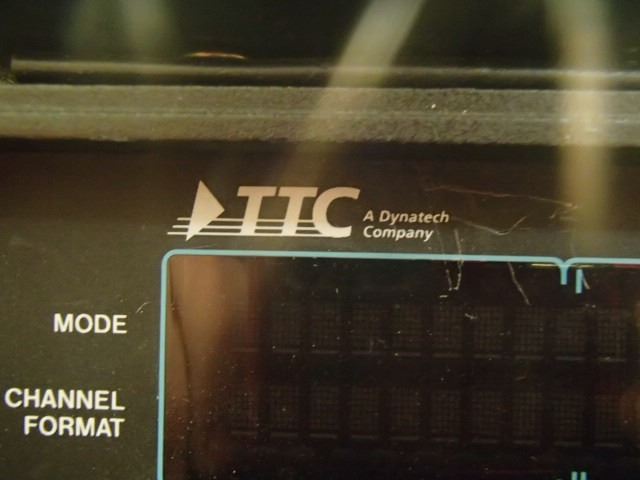 TTC A Dynatech
Company
MODE
CHANNEL
FORMAT